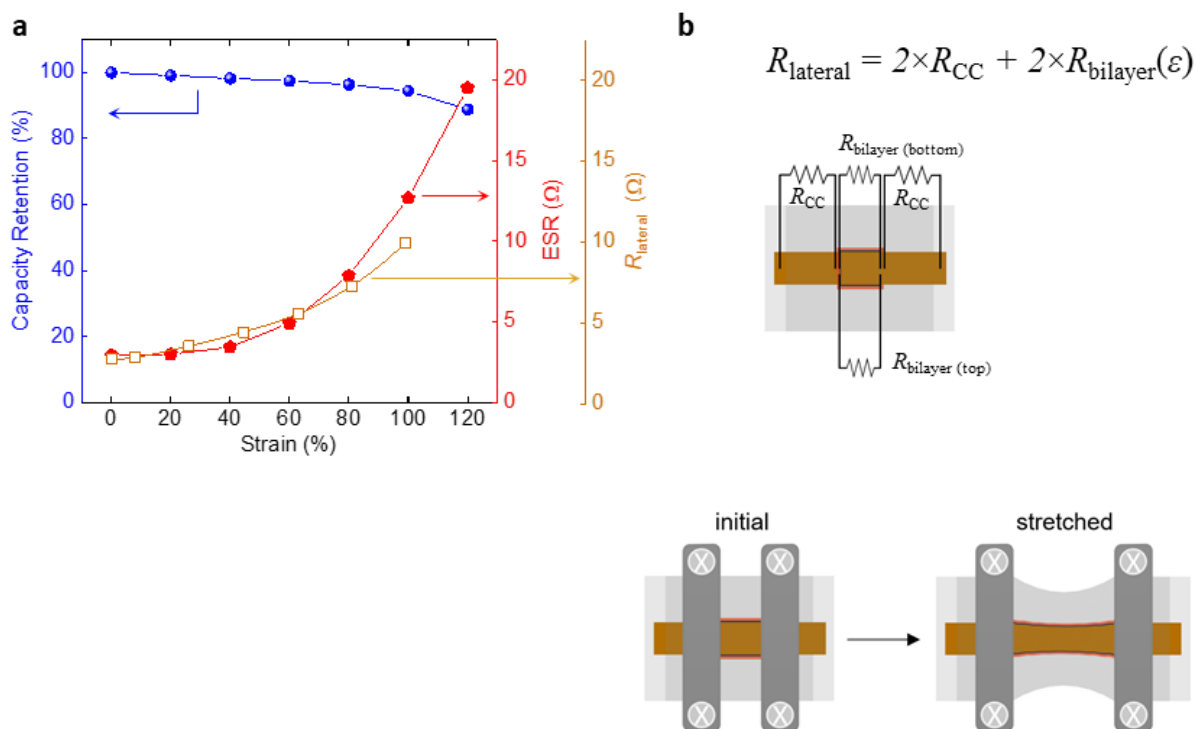 a
100
80
60
40
20
0
Capacity Retention (%)
0 20 40 60 80 100 120
Strain (%)
20
15
10
5
0
ESR (Ω)
20
15
10
5
0
R_lateral (Ω)
b
R_lateral = 2×R_CC + 2×R_bilayer(ε)
R_bilayer (bottom)
R_CC R_CC
R_bilayer (top)
initial stretched
X X X X
X X X X